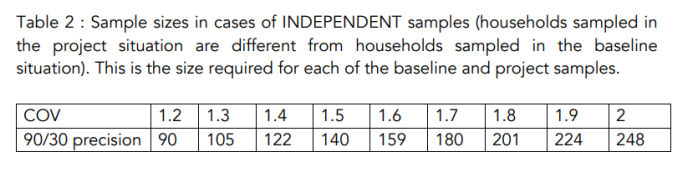 Table 2 : Sample sizes in cases of INDEPENDENT samples (households sampled in
the project situation are different from households sampled in the baseline
situation). This is the size required for each of the baseline and project samples.
COV 1.2 1.3 1.4 1.5 1.6 1.7 1.8 1.9 2
90/30 precision 90 105 122 140 159 180 201 224 248